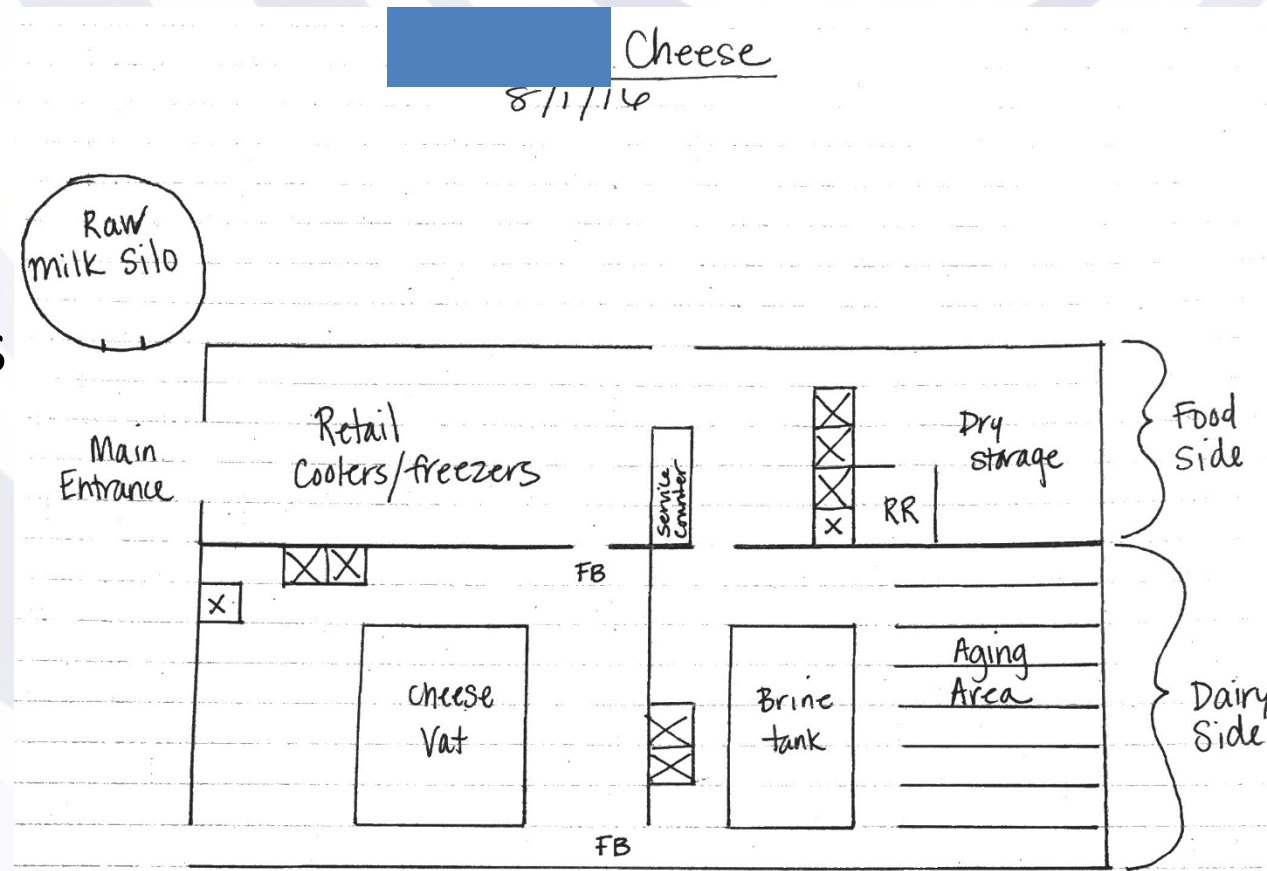 Cheese
8/1/16
Raw
milk silo
s
Main
Entrance
Retail
Coolers/freezers
Service
Counter
X
X
X
X
RR
Dry
storage
Food
Side
FB
X X
X
Cheese
Vat
X
X
Brine
tank
Aging
Area
Dairy
Side
FB